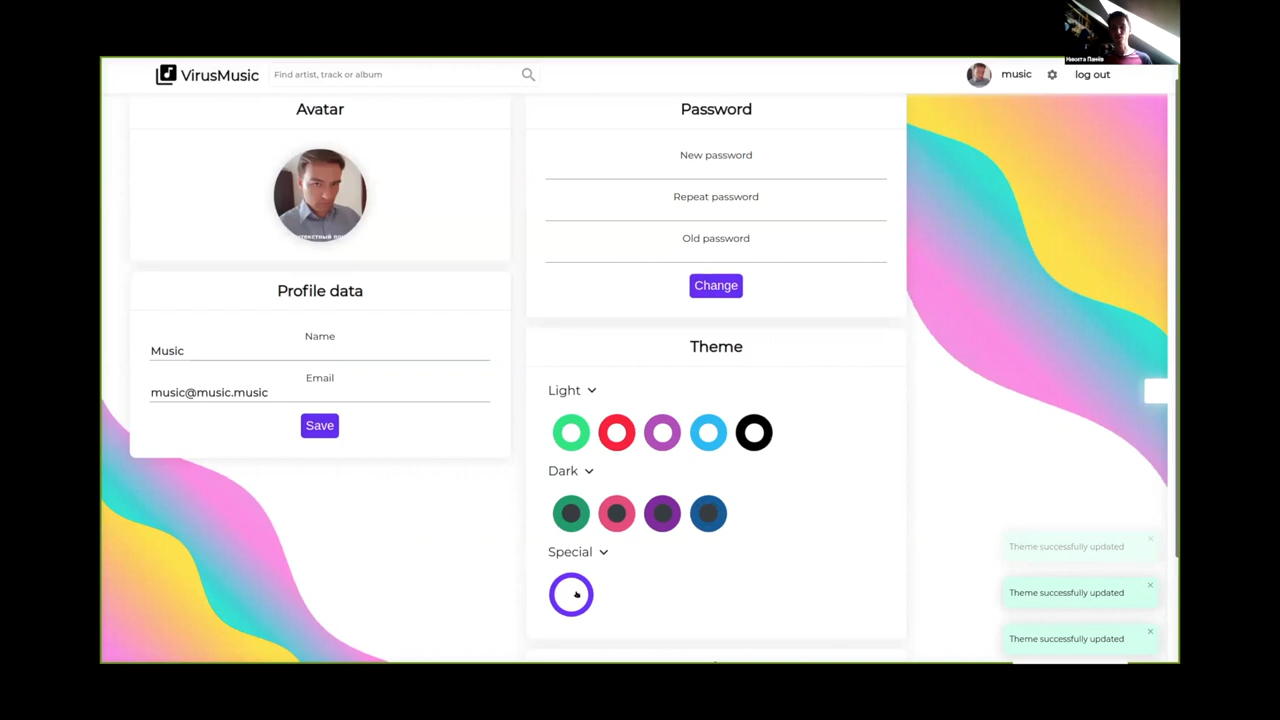 VirusMusic
Find artist, track or album
music
log out
Никита Панёв
Avatar
Profile data
Name
Music
Email
music@music.music
Save
Password
New password
Repeat password
Old password
Change
Theme
Light
Dark
Special
Theme successfully updated
Theme successfully updated
Theme successfully updated